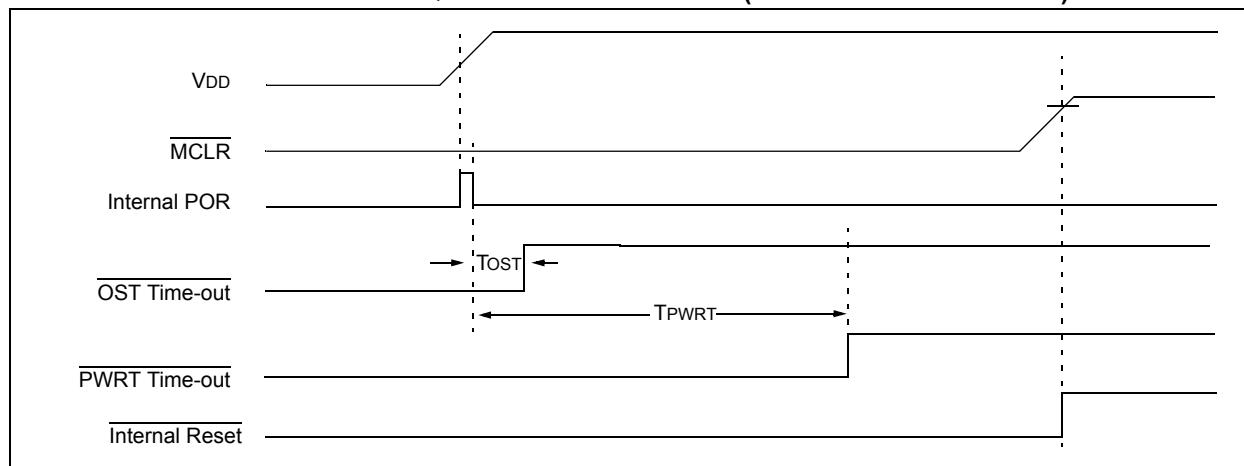 VDD
MCLR
Internal POR
TOST
OST Time-out
TPWRT
PWRT Time-out
Internal Reset